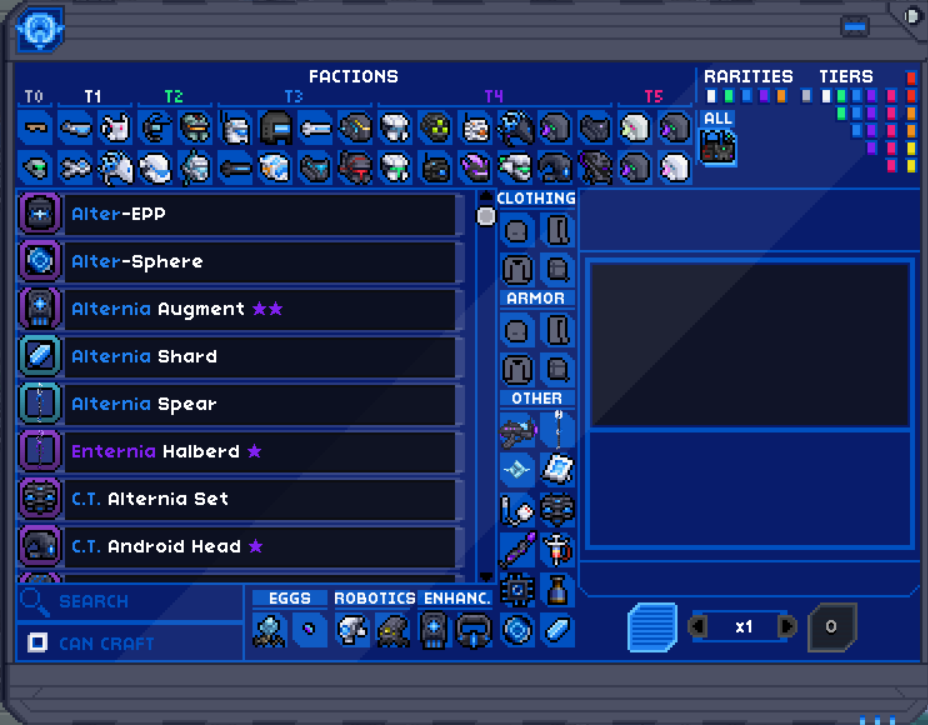 FACTIONS
RARITIES TIERS
T0 T1 T2 T3 T4 T5
ALL
CLOTHING
Alter-EPP
Alter-Sphere
Alternia Augment ★★
ARMOR
Alternia Shard
Alternia Spear
OTHER
Enternia Halberd ★
C.T. Alternia Set
C.T. Android Head ★
SEARCH
EGGS ROBOTICS ENHANC.
CAN CRAFT
x1
0